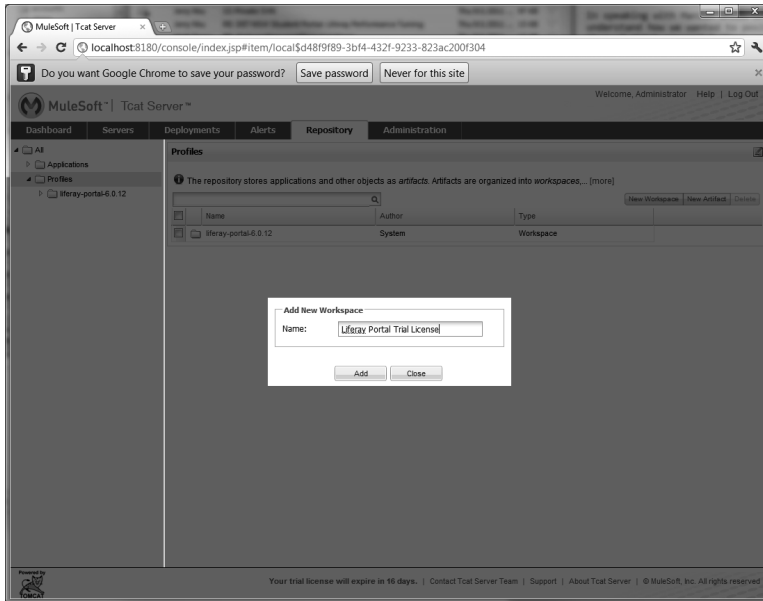 MuleSoft | Tcat Server
localhost:8180/console/index.jsp#item/local$d48f9f89-3bf4-432f-9233-823ac200f304
Do you want Google Chrome to save your password? Save password Never for this site
MuleSoft™ | Tcat Server™
Welcome, Administrator Help | Log Out
Dashboard Servers Deployments Alerts Repository Administration
All
Applications
Profiles
liferay-portal-6.0.12
Profiles
The repository stores applications and other objects as artifacts. Artifacts are organized into workspaces,... [more]
New Workspace New Artifact Delete
Name Author Type
liferay-portal-6.0.12 System Workspace
Add New Workspace
Name: Liferay Portal Trial License
Add Close
Powered by
TOMCAT
Your trial license will expire in 16 days. | Contact Tcat Server Team | Support | About Tcat Server | © MuleSoft, Inc. All rights reserved